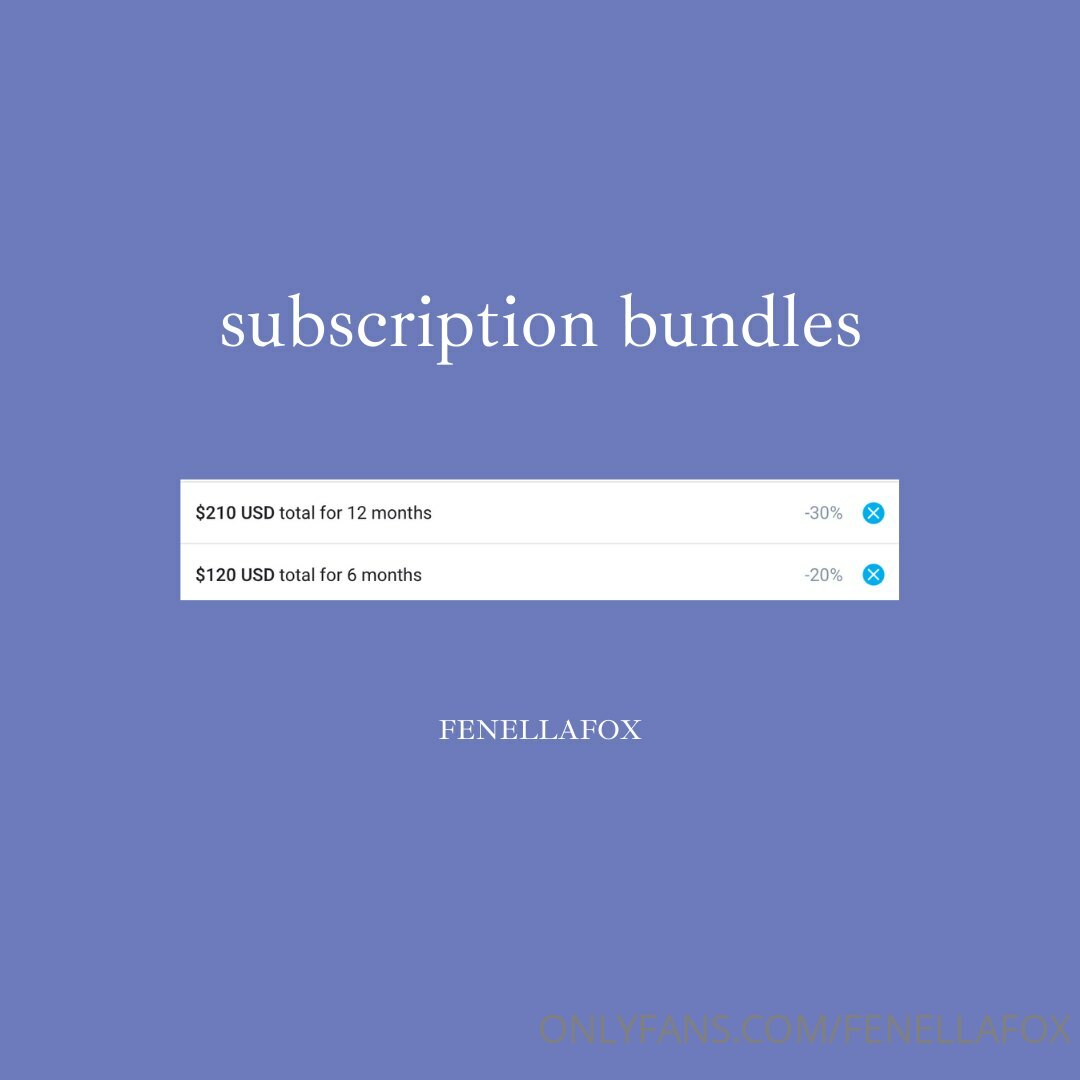 subscription bundles
$210 USD total for 12 months -30%
$120 USD total for 6 months -20%
FENELLAFOX
ONLYFANS.COM/FENELLAFOX